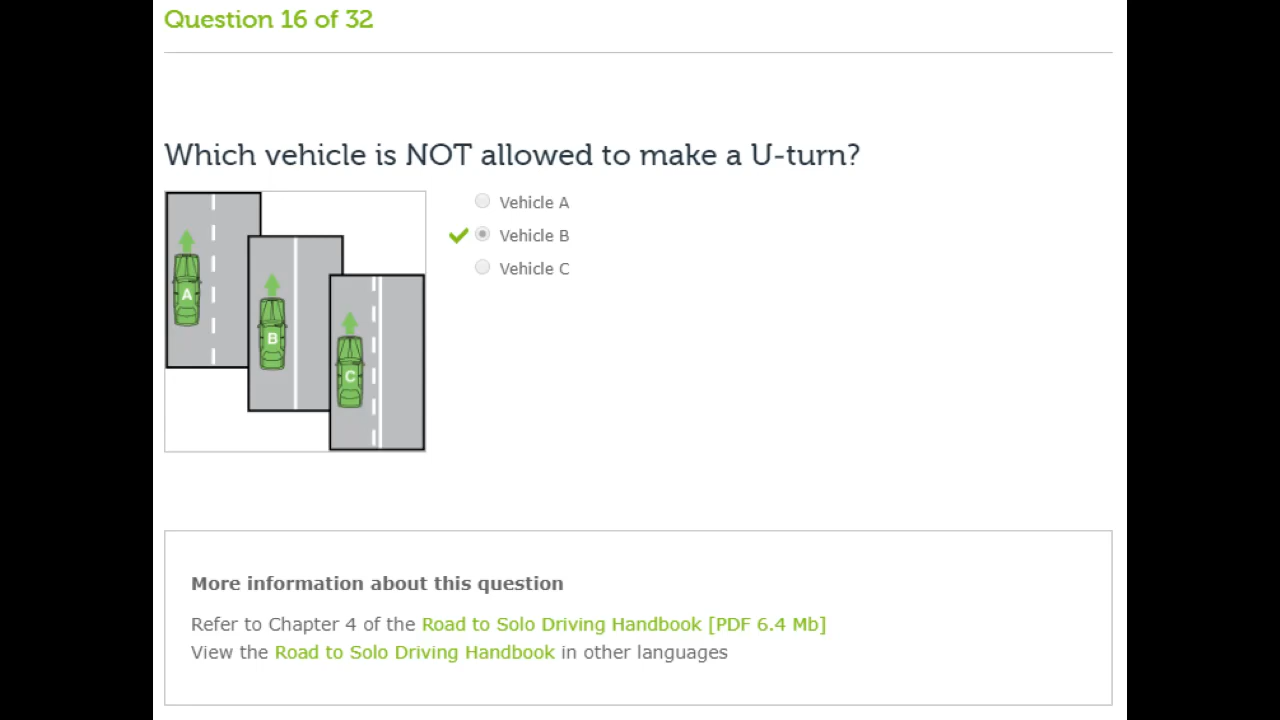 Question 16 of 32
Which vehicle is NOT allowed to make a U-turn?
A
B
C
Vehicle A
Vehicle B
Vehicle C
More information about this question
Refer to Chapter 4 of the Road to Solo Driving Handbook [PDF 6.4 Mb]
View the Road to Solo Driving Handbook in other languages